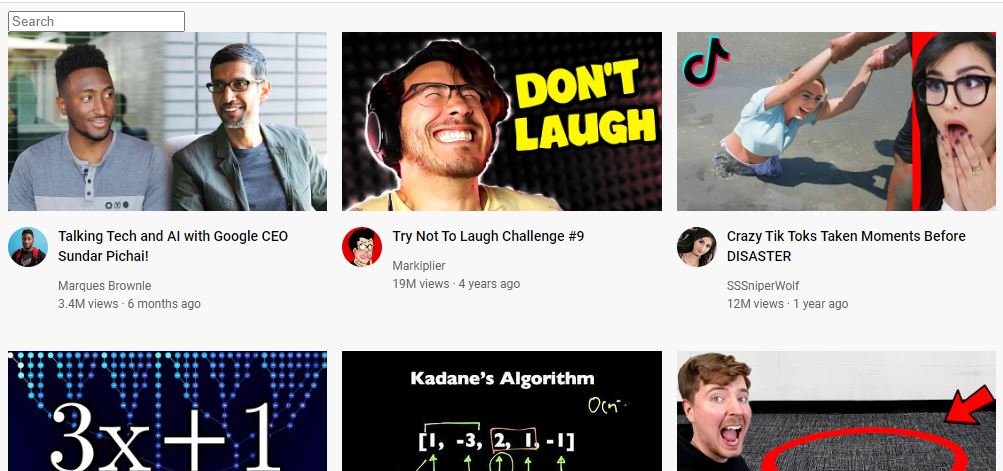 Search
DON'T
LAUGH
Talking Tech and AI with Google CEO
Sundar Pichai!
Marques Brownle
3.4M views · 6 months ago
Try Not To Laugh Challenge #9
Markiplier
19M views · 4 years ago
Crazy Tik Toks Taken Moments Before
DISASTER
SSSniperWolf
12M views · 1 year ago
3x+1
Kadane's Algorithm
[1, -3, 2, 1, -1]